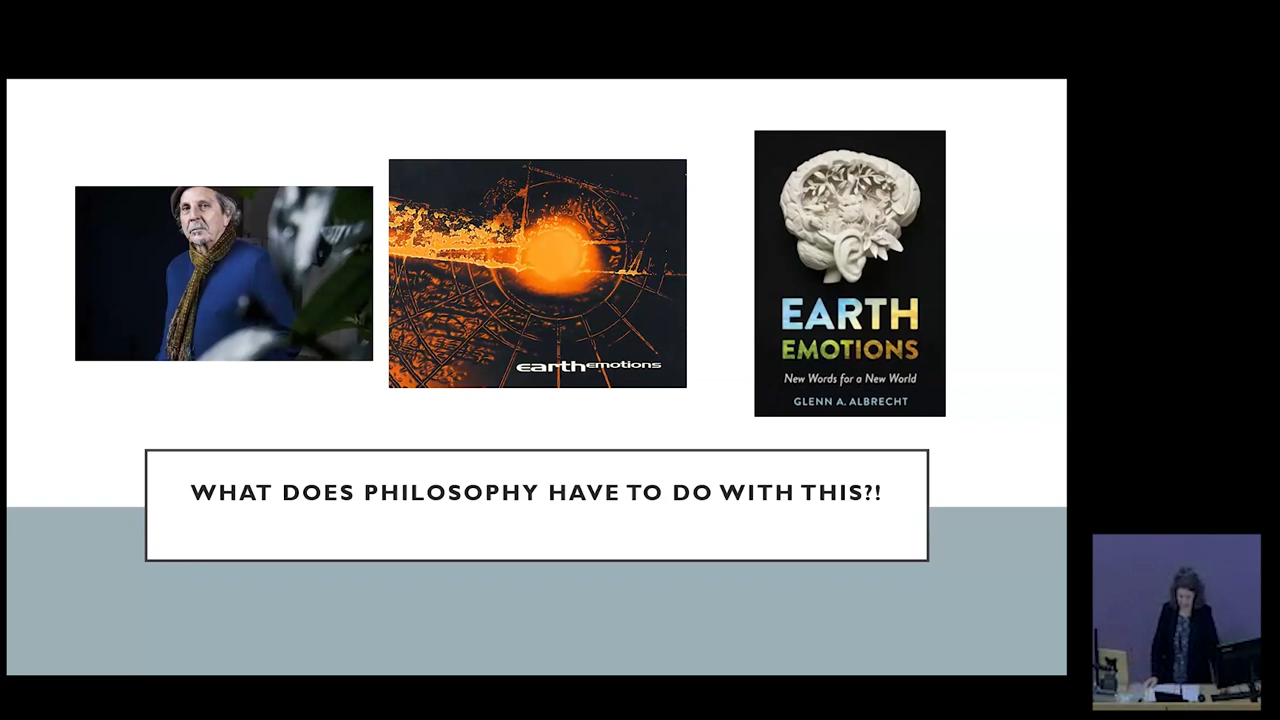 earthemotions
EARTH
EMOTIONS
New Words for a New World
GLENN A. ALBRECHT
WHAT DOES PHILOSOPHY HAVE TO DO WITH THIS?!